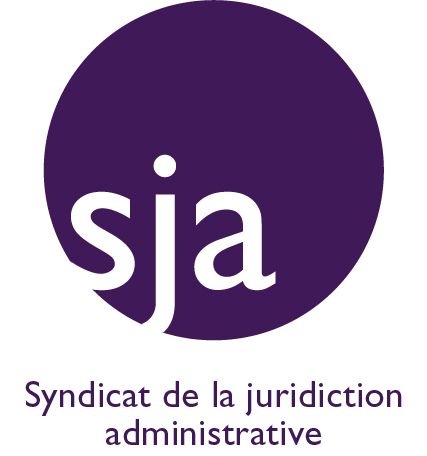 sja
Syndicat de la juridiction
administrative